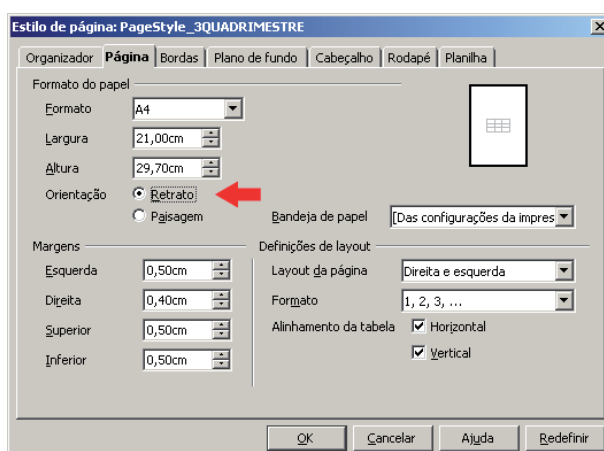 Estilo de página: PageStyle_3QUADRIMESTRE
Organizador Página Bordas Plano de fundo Cabeçalho Rodapé Planilha
Formato do papel
Formato A4
Largura 21,00cm
Altura 29,70cm
Orientação Retrato
Paisagem Bandeja de papel [Das configurações da impres
Margens Definições de layout
Esquerda 0,50cm Layout da página Direita e esquerda
Direita 0,40cm Formato 1, 2, 3, ...
Superior 0,50cm Alinhamento da tabela Horizontal
Inferior 0,50cm Vertical
OK Cancelar Ajuda Redefinir